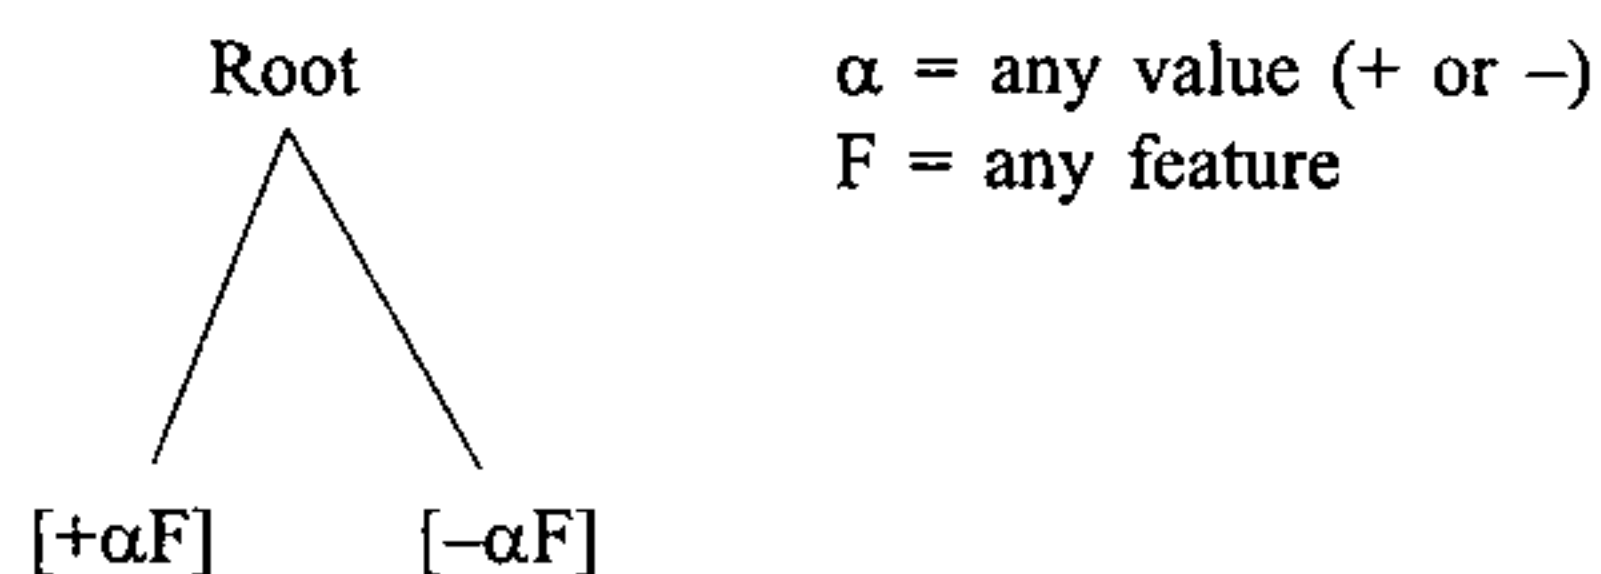 Root
α = any value (+ or –)
F = any feature
[+αF] [–αF]